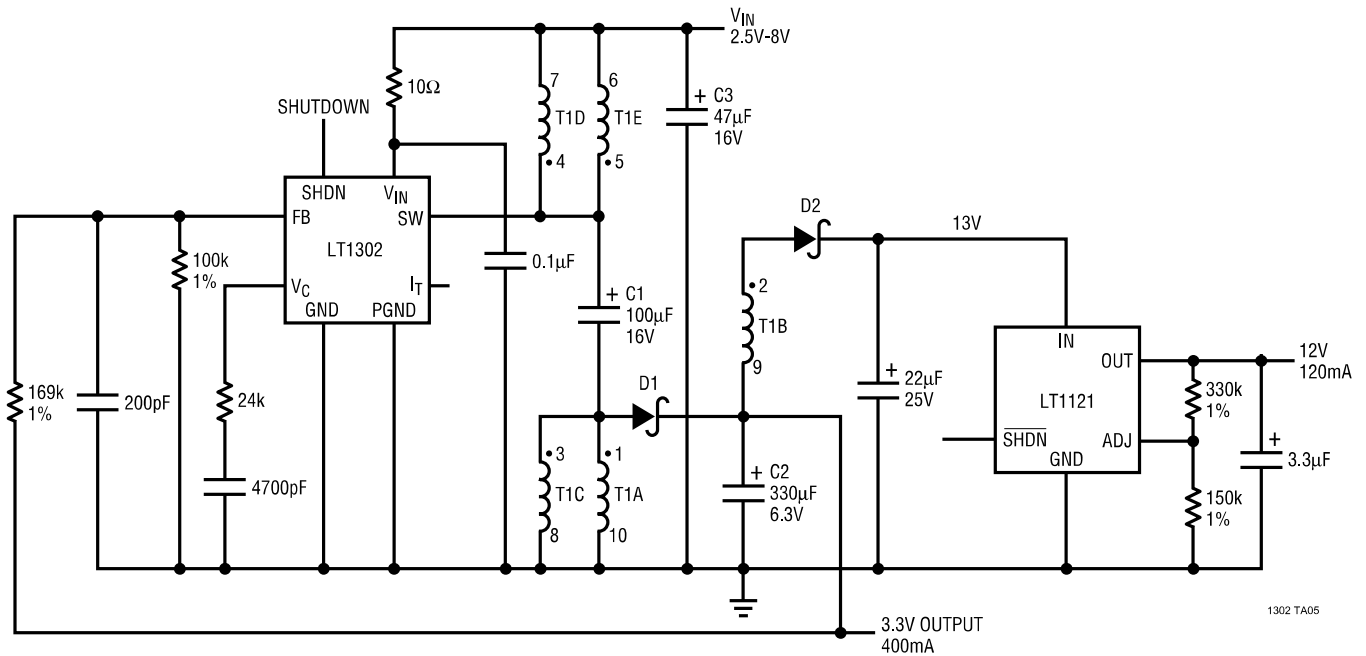 VIN
2.5V-8V
10Ω
7
T1D
4
6
T1E
5
+ C3
47µF
16V
SHUTDOWN
SHDN
VIN
FB
SW
LT1302
VC
IT
GND
PGND
100k
1%
0.1µF
+ C1
100µF
16V
D2
13V
2
T1B
9
D1
+
22µF
25V
IN
OUT
LT1121
SHDN
ADJ
GND
12V
120mA
330k
1%
150k
1%
+
3.3µF
169k
1%
200pF
24k
4700pF
3
T1C
8
1
T1A
10
+ C2
330µF
6.3V
3.3V OUTPUT
400mA
1302 TA05